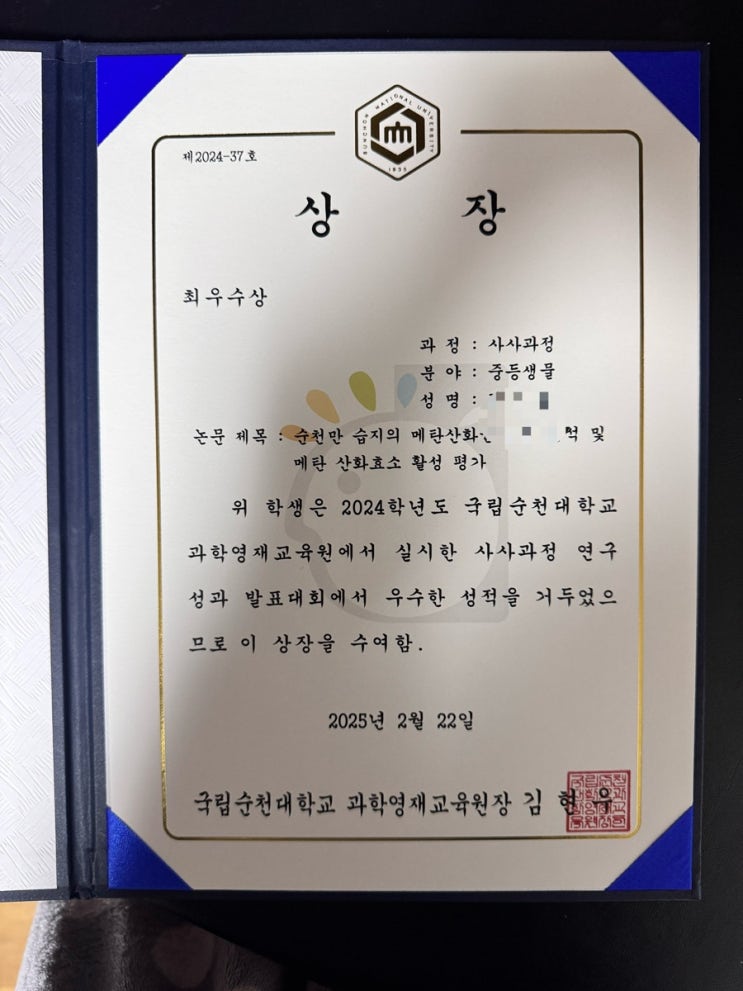 SUNCHON NATIONAL UNIVERSITY
1935
제2024-37호
상 장
최우수상
과 정 : 사사과정
분 야 : 중등생물
성 명 :
논문 제목 : 순천만 습지의 메탄산화 및
메탄 산화효소 활성 평가
위 학생은 2024학년도 국립순천대학교
과학영재교육원에서 실시한 사사과정 연구
성과 발표대회에서 우수한 성적을 거두었으
므로 이 상장을 수여함.
2025년 2월 22일
국립순천대학교 과학영재교육원장 김 현 우